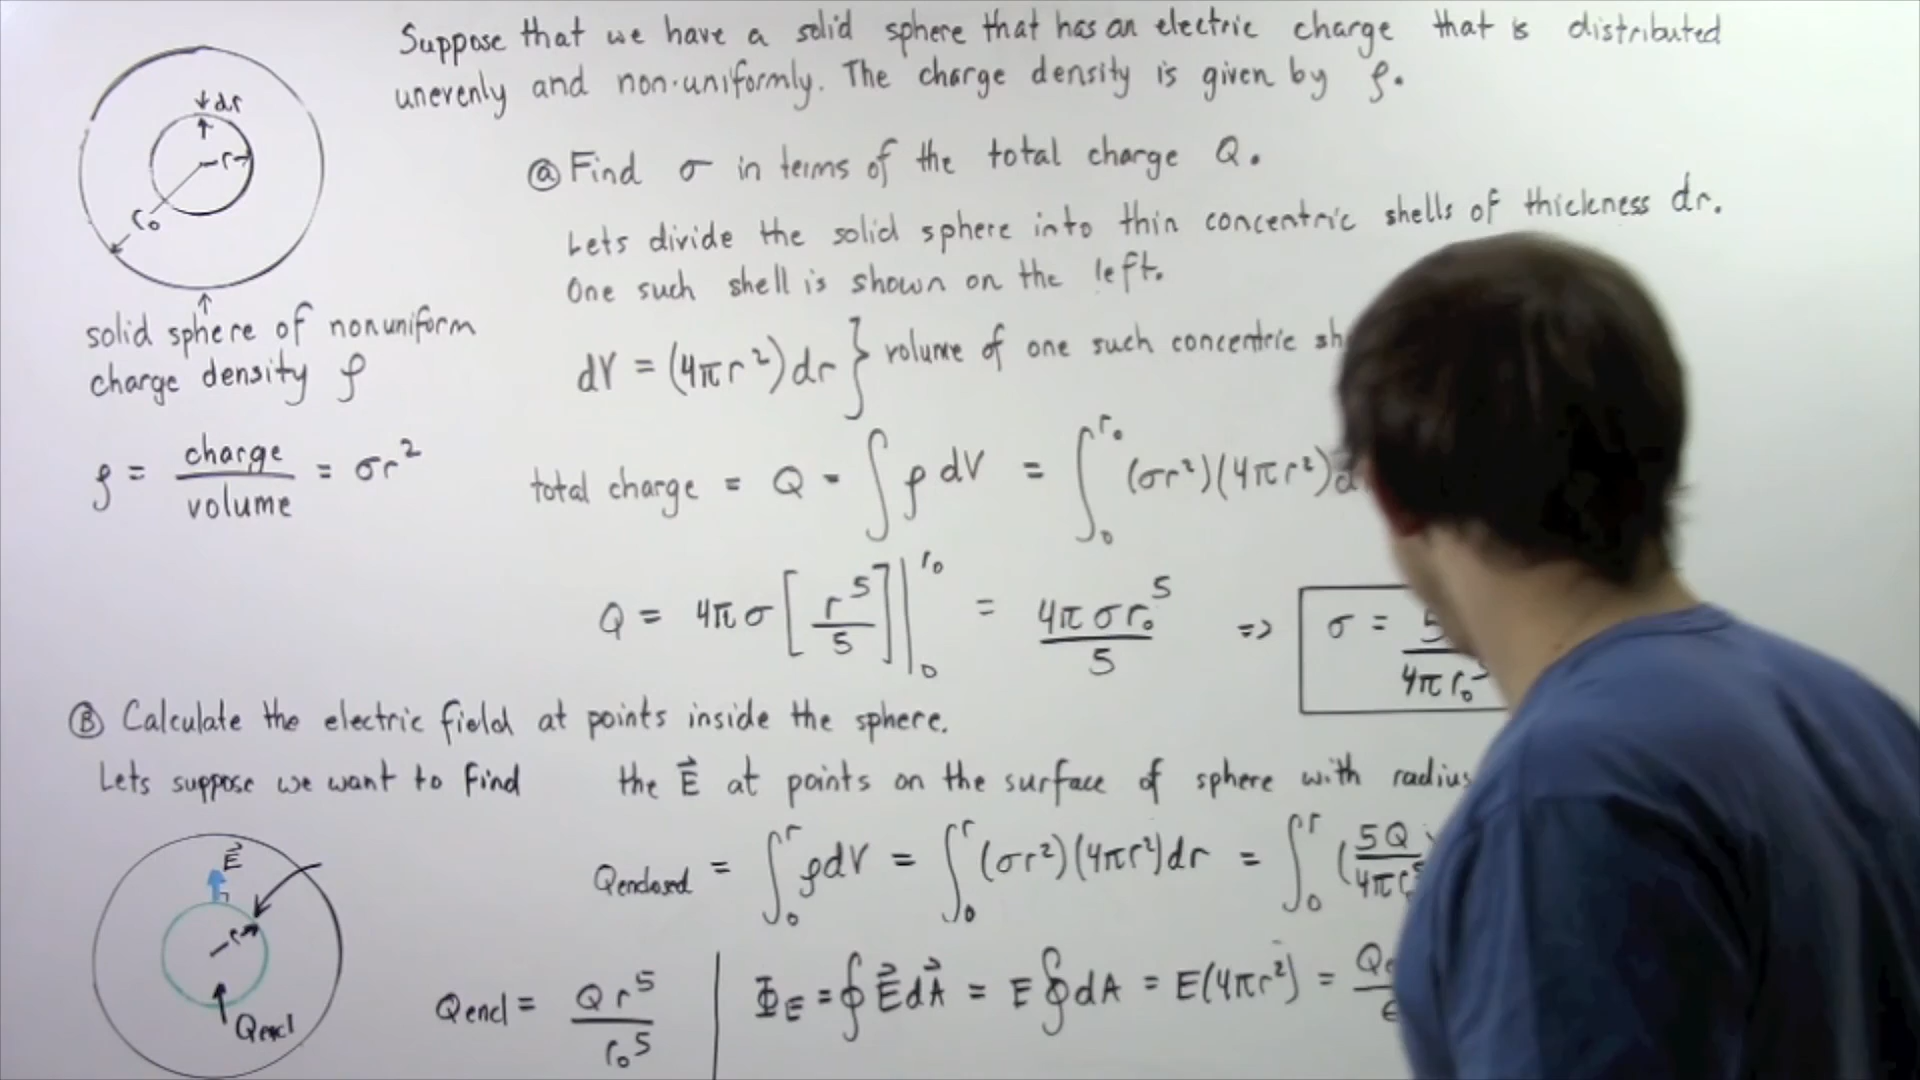 Suppose that we have a solid sphere that has an electric charge that is distributed
unevenly and non-uniformly. The charge density is given by ρ.
ⓐ Find σ in terms of the total charge Q.
Lets divide the solid sphere into thin concentric shells of thickness dr.
One such shell is shown on the left.
dr
r
r₀
solid sphere of nonuniform
charge density ρ
ρ = charge / volume = σr²
dV = (4πr²)dr } volume of one such concentric sh
total charge = Q = ∫ρ dV = ∫₀^r₀ (σr²)(4πr²)d
Q = 4πσ [r⁵/5]|₀^r₀ = 4πσr₀⁵/5 => σ = 5 / 4πr₀
Ⓑ Calculate the electric field at points inside the sphere.
Lets suppose we want to find the E⃗ at points on the surface of sphere with radius
Qenclosed = ∫₀^r ρdV = ∫₀^r (σr²)(4πr²)dr = ∫₀^r (5Q/4πr
E⃗
r
Qencl
Qencl = Qr⁵/r₀⁵
Φ_E = ∮E⃗dA⃗ = E∮dA = E(4πr²) = Qe/ϵ